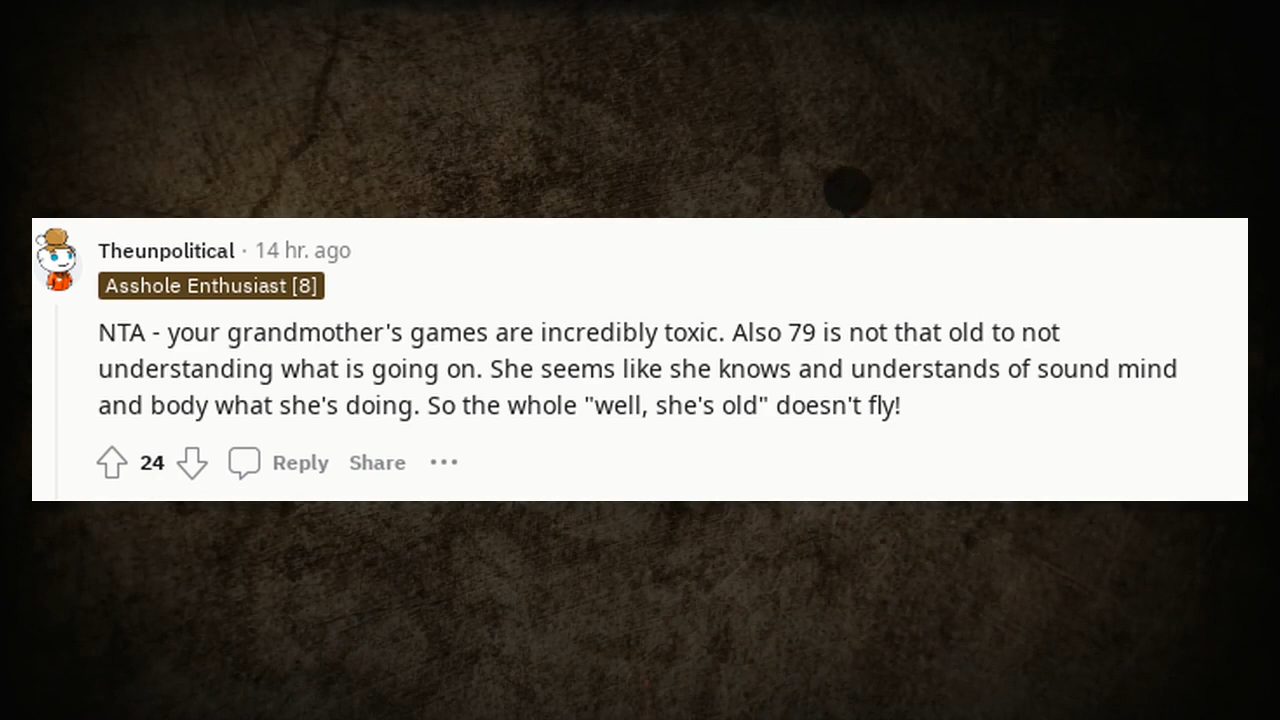 Theunpolitical · 14 hr. ago
Asshole Enthusiast [8]
NTA - your grandmother's games are incredibly toxic. Also 79 is not that old to not
understanding what is going on. She seems like she knows and understands of sound mind
and body what she's doing. So the whole "well, she's old" doesn't fly!
24 Reply Share •••